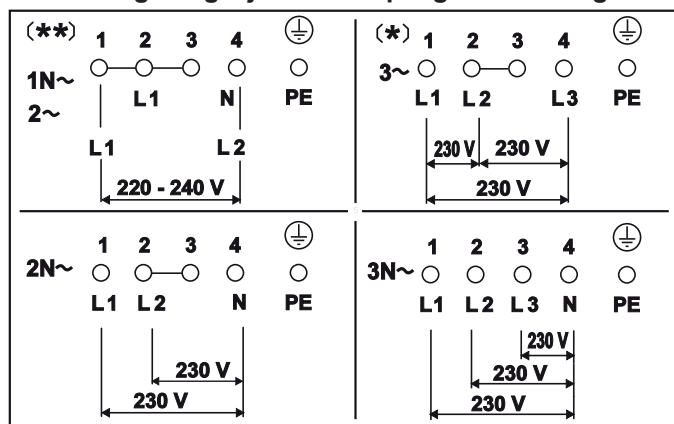 (**) 1 2 3 4
1N~
2~
L1 N PE
L1 L2
220 - 240 V
(*) 1 2 3 4
3~
L1 L2 L3 PE
230 V 230 V
230 V
1 2 3 4
2N~
L1 L2 N PE
230 V
230 V
1 2 3 4
3N~
L1 L2 L3 N PE
230 V
230 V
230 V